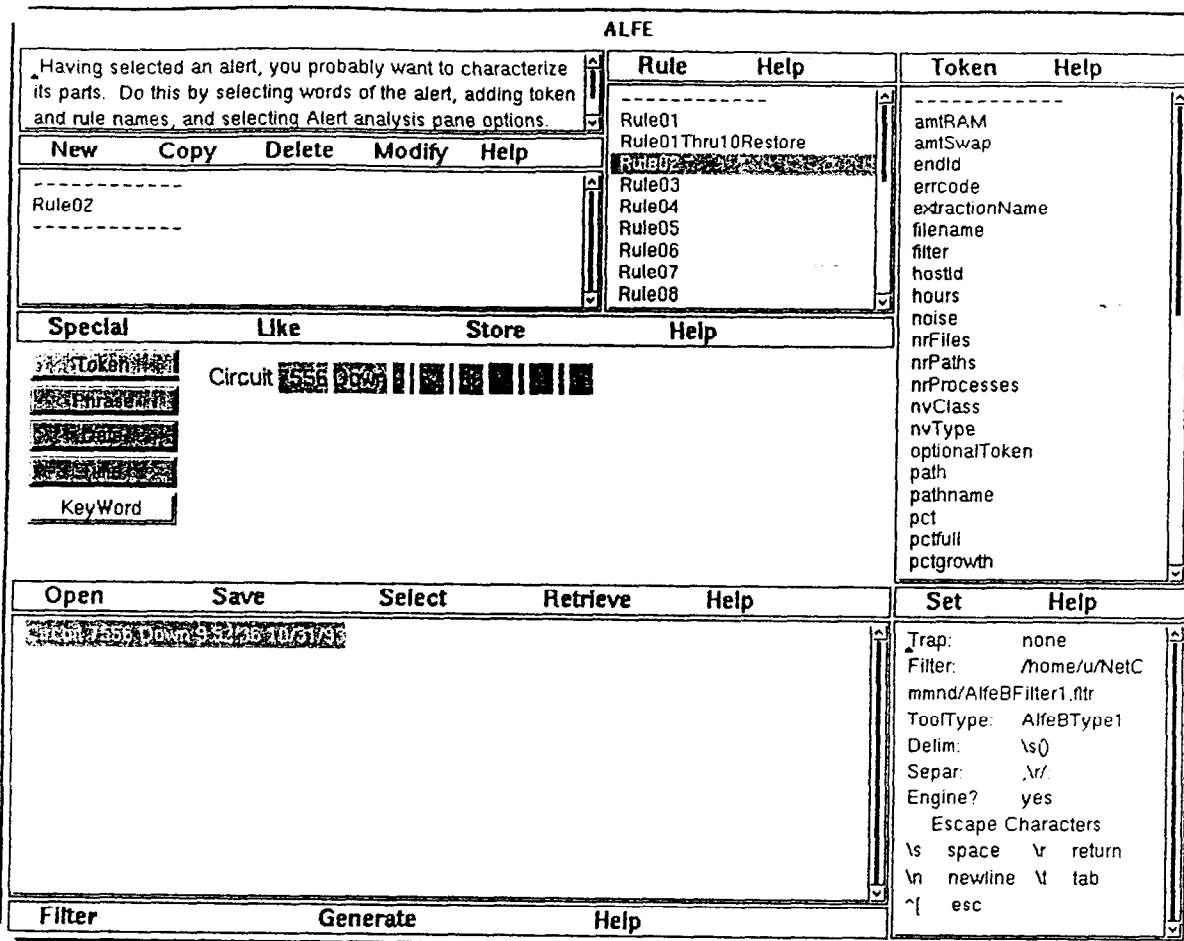 ALFE
Having selected an alert, you probably want to characterize
its parts. Do this by selecting words of the alert, adding token
and rule names, and selecting Alert analysis pane options.
New Copy Delete Modify Help
Rule02
Rule Help
Rule01
Rule01Thru10Restore
Rule02
Rule03
Rule04
Rule05
Rule06
Rule07
Rule08
Token Help
amtRAM
amtSwap
endId
errcode
extractionName
filename
filter
hostId
hours
noise
nrFiles
nrPaths
nrProcesses
nvClass
nvType
optionalToken
path
pathname
pct
pctfull
pctgrowth
Special Like Store Help
Token
Phrase
Date
KeyWord
Circuit 7556 Down
Open Save Select Retrieve Help
Circuit 7556 Down
Filter Generate Help
Set Help
Trap: none
Filter: /home/u/NetC
mmnd/AlfeBFilter1.fltr
ToolType: AlfeBType1
Delim: \s()
Separ: ,\r/:
Engine? yes
Escape Characters
\s space \r return
\n newline \t tab
^[ esc